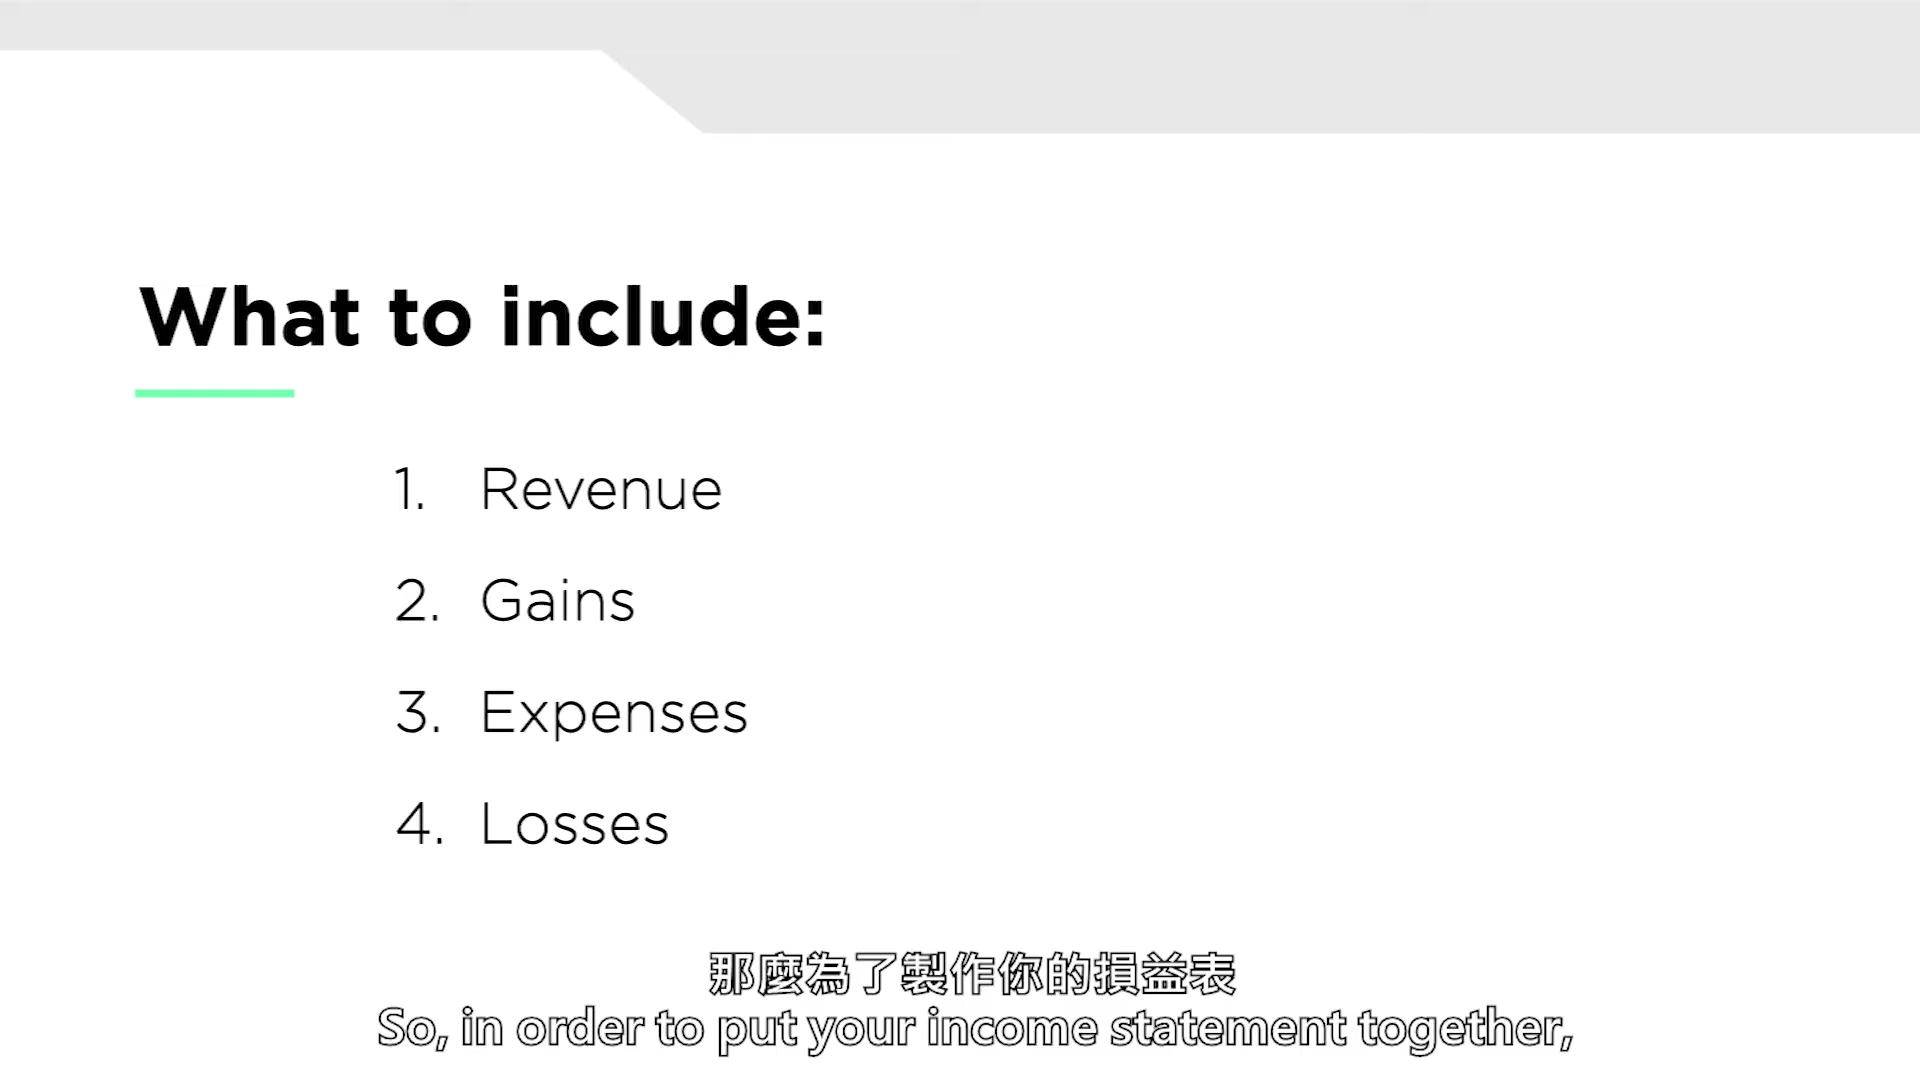 What to include:
1. Revenue
2. Gains
3. Expenses
4. Losses
那麼為了製作你的損益表
So, in order to put your income statement together,